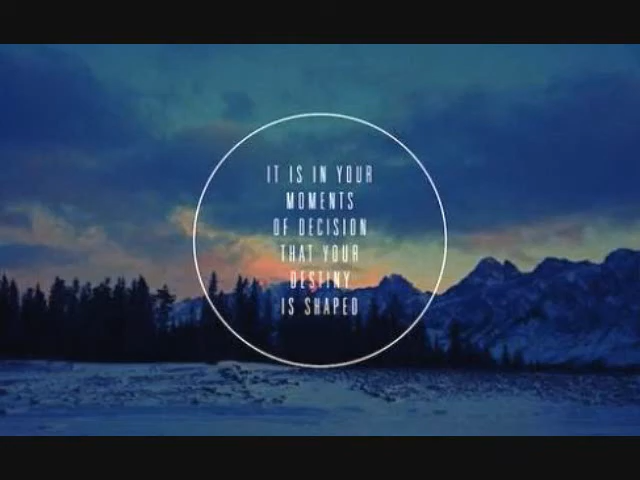 IT IS IN YOUR
MOMENTS
OF DECISION
THAT YOUR
DESTINY
IS SHAPED